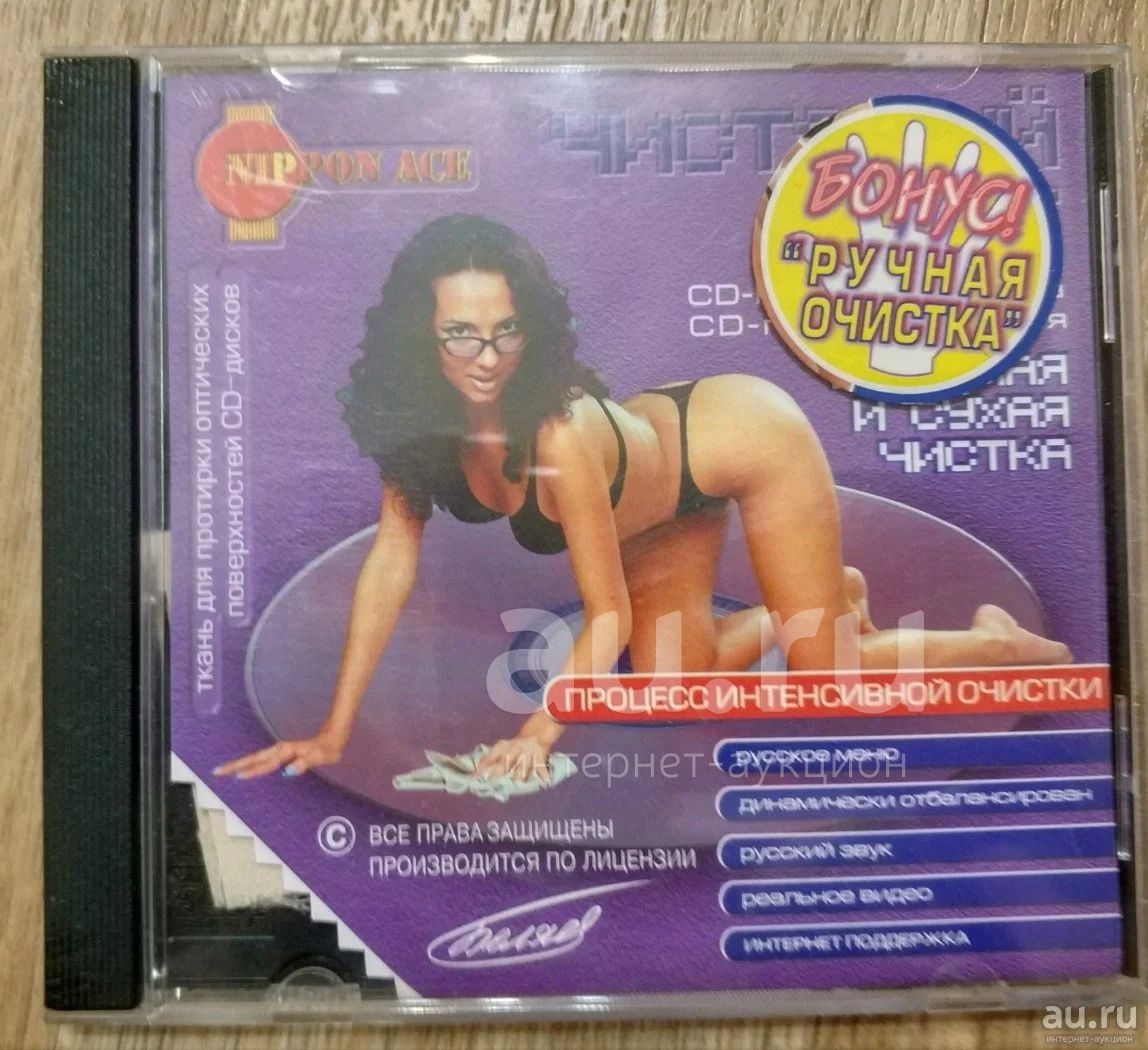 NIPPON ACE
ЧИСТ
Й
БОНУС!
"РУЧНАЯ
ОЧИСТКА"
CD-
CD-
Я
АЯ
И СУХАЯ
ЧИСТКА
ткань для протирки оптических
поверхностей CD-дисков
au.ru
интернет-аукцион
ПРОЦЕСС ИНТЕНСИВНОЙ ОЧИСТКИ
русское меню
динамически отбалансирован
русский звук
реальное видео
интернет поддержка
© ВСЕ ПРАВА ЗАЩИЩЕНЫ
ПРОИЗВОДИТСЯ ПО ЛИЦЕНЗИИ
au.ru
интернет-аукцион